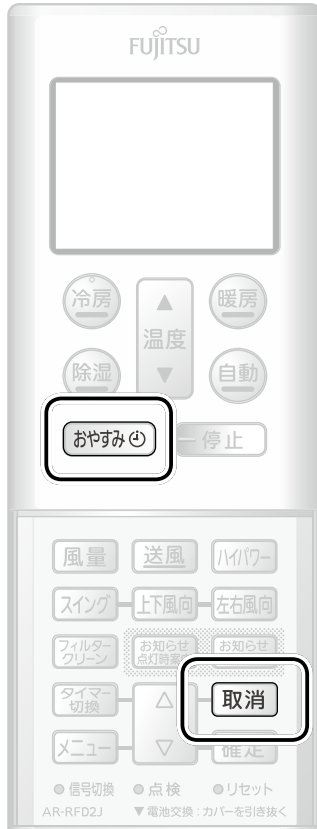 FUJITSU
冷房 ▲ 暖房
温度
除湿 ▼ 自動
おやすみ 停止
風量 送風 ハイパワー
スイング 上下風向 左右風向
フィルター お知らせ お知らせ
クリーン 点灯時案内
タイマー △ 取消
切換
メニュー ▽ 確定
●信号切換 ●点検 ●リセット
AR-RFD2J ▼電池交換:カバーを引き抜く